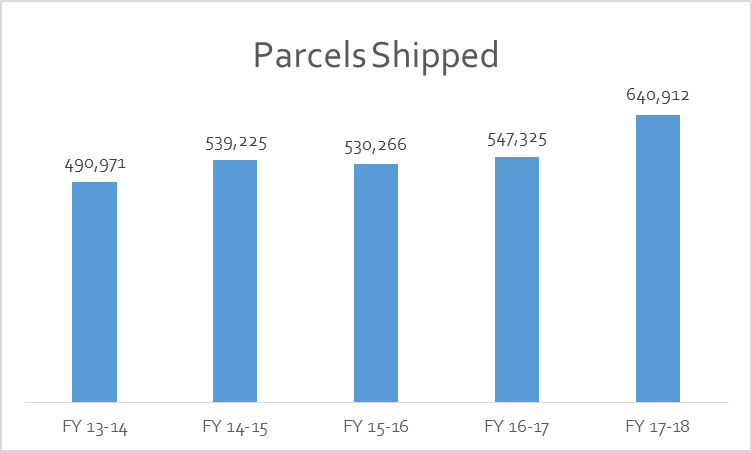 Parcels Shipped
490,971
539,225
530,266
547,325
640,912
FY 13-14
FY 14-15
FY 15-16
FY 16-17
FY 17-18